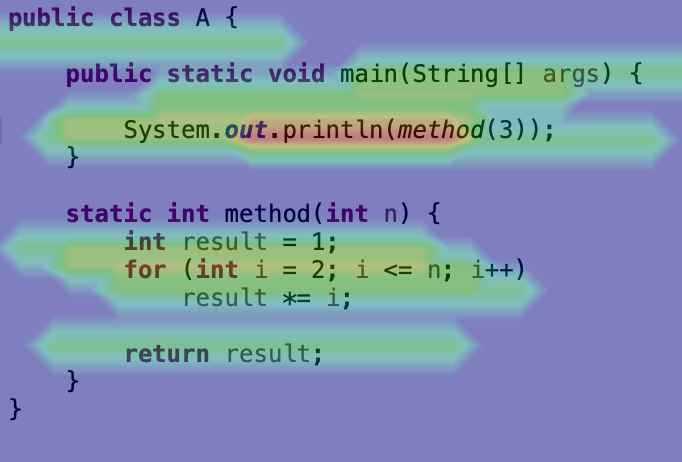 public class A {
    public static void main(String[] args) {
        System.out.println(method(3));
    }
    static int method(int n) {
        int result = 1;
        for (int i = 2; i <= n; i++)
            result *= i;
        return result;
    }
}